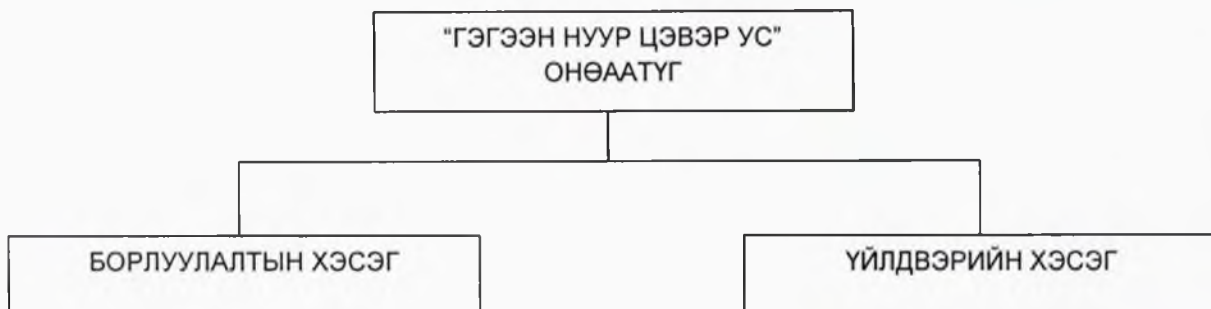 "ГЭГЭЭН НУУР ЦЭВЭР УС"
ОНӨААТҮГ
БОРЛУУЛАЛТЫН ХЭСЭГ
ҮЙЛДВЭРИЙН ХЭСЭГ